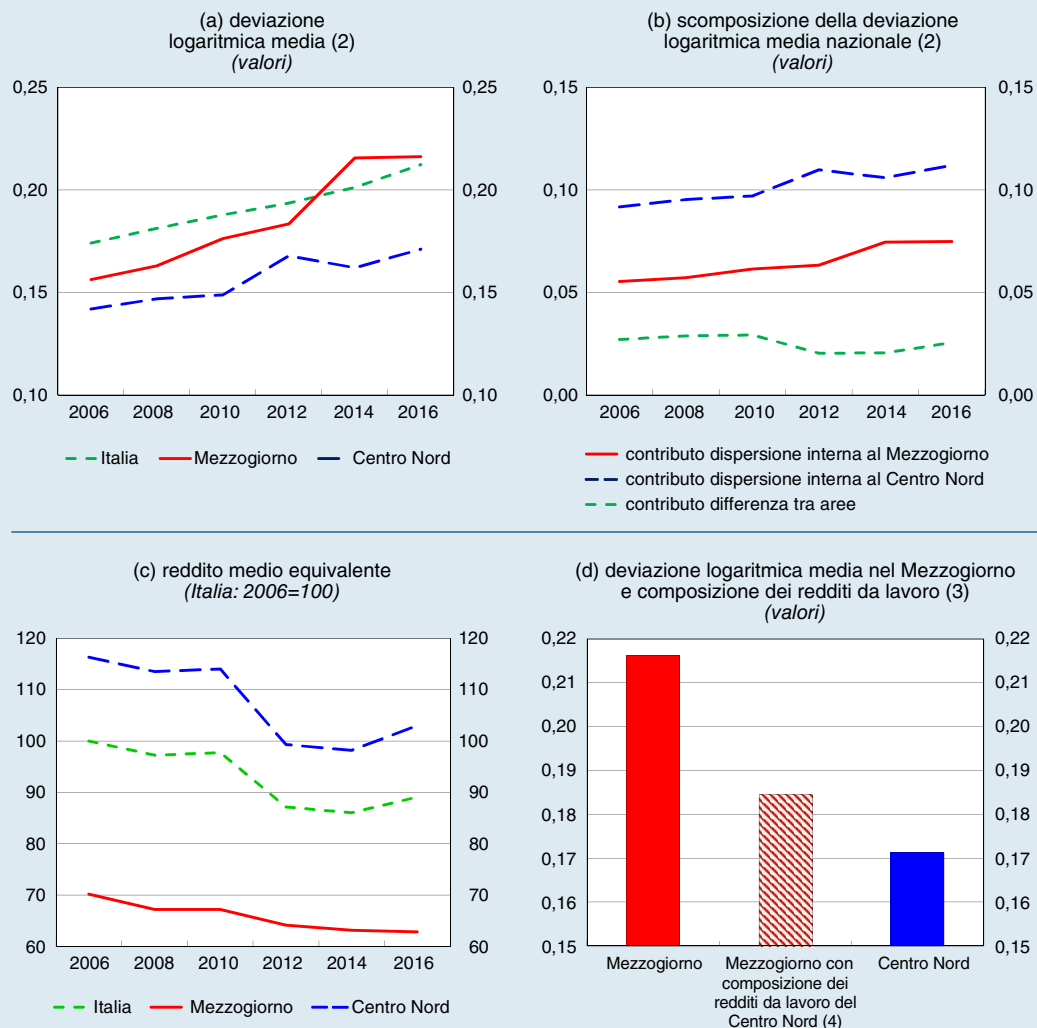 (a) deviazione
logaritmica media (2)
(valori)
0,25
0,20
0,15
0,10
0,25
0,20
0,15
0,10
2006 2008 2010 2012 2014 2016
Italia Mezzogiorno Centro Nord
(b) scomposizione della deviazione
logaritmica media nazionale (2)
(valori)
0,15
0,10
0,05
0,00
0,15
0,10
0,05
0,00
2006 2008 2010 2012 2014 2016
contributo dispersione interna al Mezzogiorno
contributo dispersione interna al Centro Nord
contributo differenza tra aree
(c) reddito medio equivalente
(Italia: 2006=100)
120
110
100
90
80
70
60
120
110
100
90
80
70
60
2006 2008 2010 2012 2014 2016
Italia Mezzogiorno Centro Nord
(d) deviazione logaritmica media nel Mezzogiorno
e composizione dei redditi da lavoro (3)
(valori)
0,22
0,21
0,20
0,19
0,18
0,17
0,16
0,15
0,22
0,21
0,20
0,19
0,18
0,17
0,16
0,15
Mezzogiorno
Mezzogiorno con
composizione dei
redditi da lavoro del
Centro Nord (4)
Centro Nord